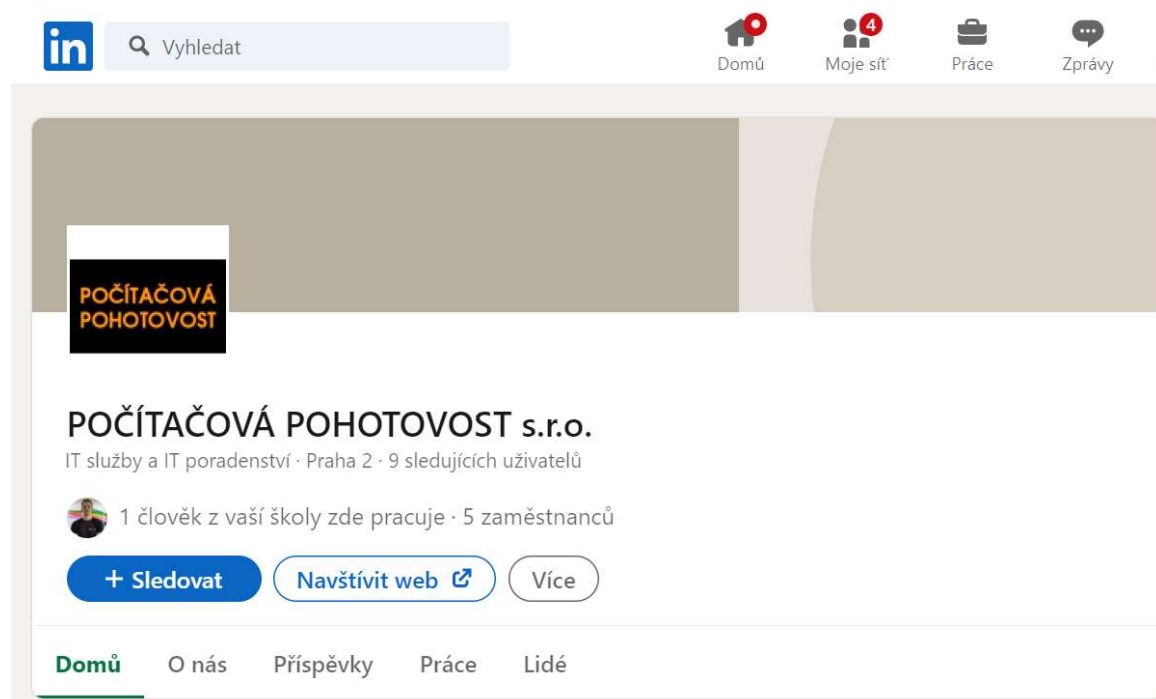 in
Vyhledat
4
Domů
Moje síť
Práce
Zprávy
POČÍTAČOVÁ
POHOTOVOST
POČÍTAČOVÁ POHOTOVOST s.r.o.
IT služby a IT poradenství · Praha 2 · 9 sledujících uživatelů
1 člověk z vaší školy zde pracuje · 5 zaměstnanců
+ Sledovat
Navštívit web
Více
Domů
O nás
Příspěvky
Práce
Lidé